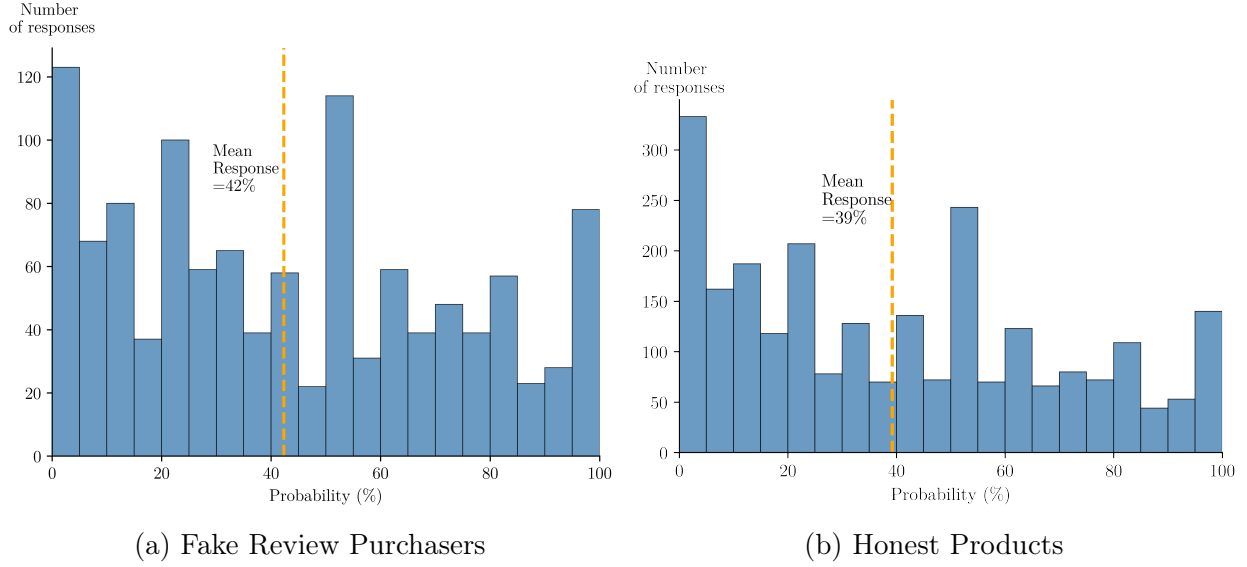 Number
of responses
120
100
80
60
40
20
0
Mean
Response
=42%
0 20 40 60 80 100
Probability (%)
(a) Fake Review Purchasers
Number
of responses
300
250
200
150
100
50
0
Mean
Response
=39%
0 20 40 60 80 100
Probability (%)
(b) Honest Products